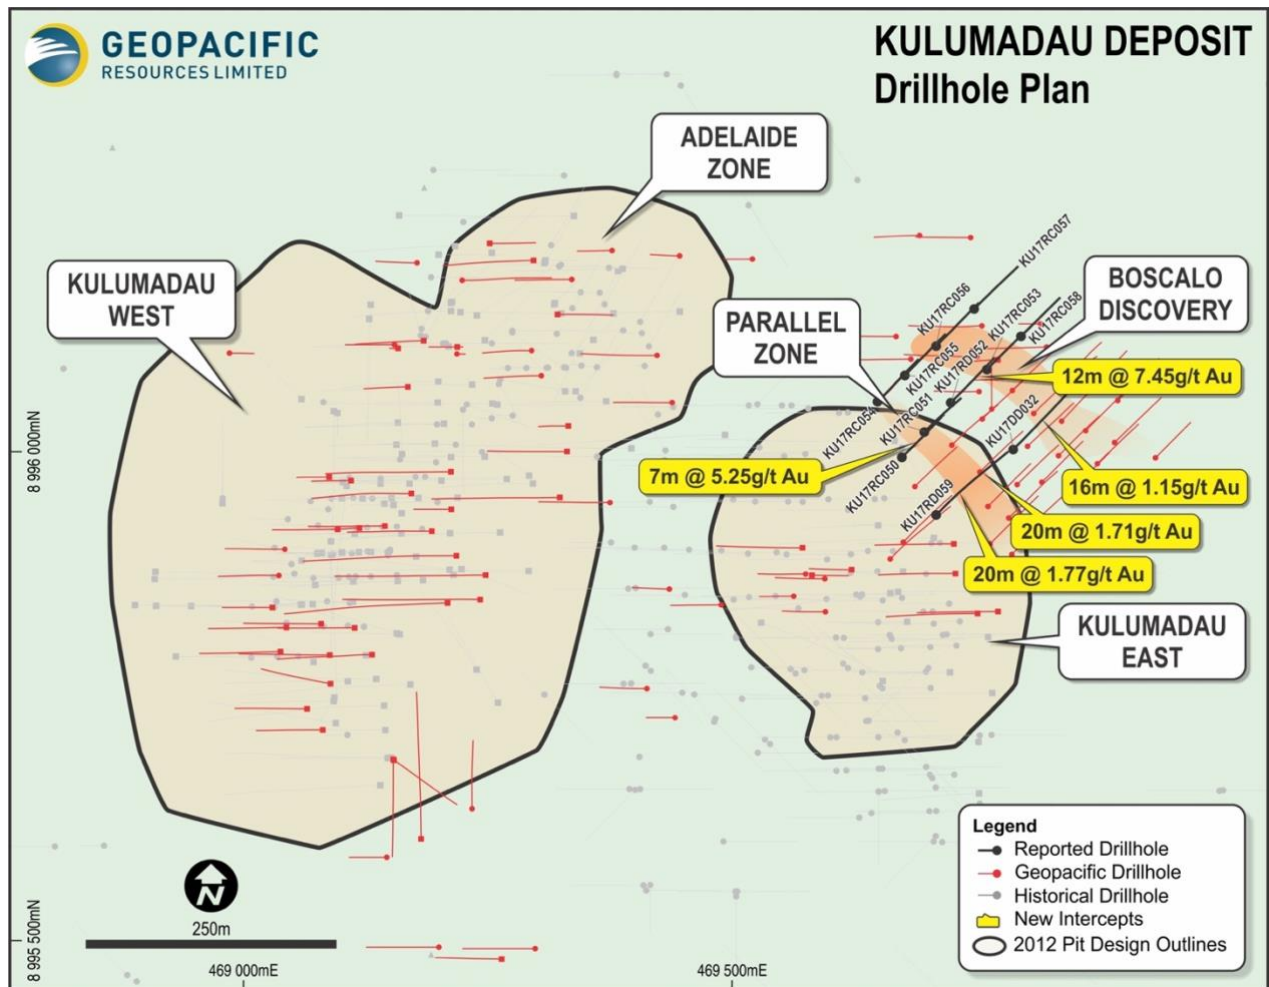 GEOPACIFIC
RESOURCES LIMITED
KULUMADAU DEPOSIT
Drillhole Plan
ADELAIDE
ZONE
KULUMADAU
WEST
PARALLEL
ZONE
BOSCALO
DISCOVERY
KU17RC057
KU17RC056
KU17RC053
KU17RC058
KU17RC055
KU17RD052
KU17RC054
KU17RC051
KU17DD032
KU17RC050
KU17RD059
12m @ 7.45g/t Au
7m @ 5.25g/t Au
16m @ 1.15g/t Au
20m @ 1.71g/t Au
20m @ 1.77g/t Au
KULUMADAU
EAST
8 996 000mN
8 995 500mN
N
250m
469 000mE
469 500mE
Legend
Reported Drillhole
Geopacific Drillhole
Historical Drillhole
New Intercepts
2012 Pit Design Outlines